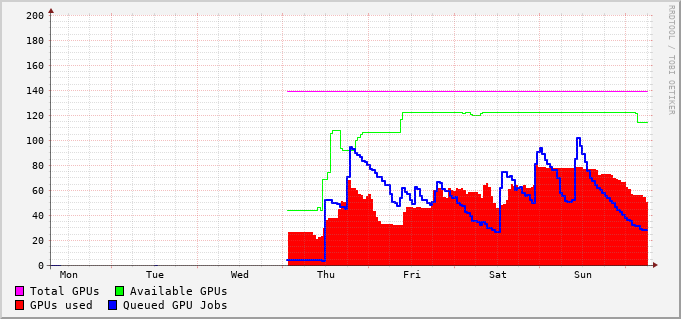 200
180
160
140
120
100
80
60
40
20
0
Mon Tue Wed Thu Fri Sat Sun
Total GPUs Available GPUs
GPUs used Queued GPU Jobs
RRDTOOL / TOBI OETIKER